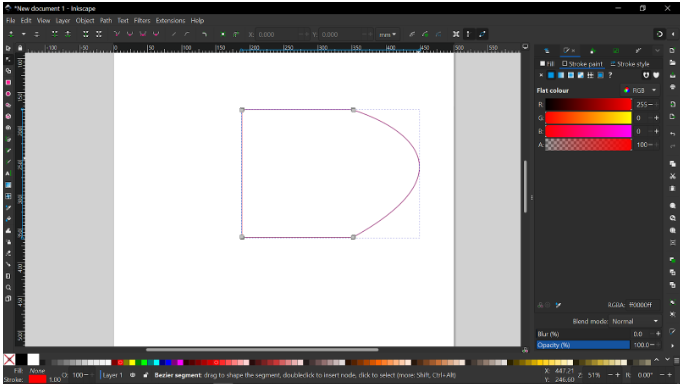 *New document 1 - Inkscape
File Edit View Layer Object Path Text Filters Extensions Help
X: 0.000 Y: 0.000 mm
Fill Stroke paint Stroke style
?
Flat colour RGB
R: 255
G: 0
B: 0
A: 100
RGBA: ff0000ff
Blend mode: Normal
Blur (%) 0.0
Opacity (%) 100.0
Fill: None
Stroke: 1.00
O: 100
Layer 1
Bezier segment: drag to shape the segment, doubleclick to insert node, click to select (more: Shift, Ctrl+Alt)
X: 447.21
Y: 246.60
Z: 51%
R: 0.00°